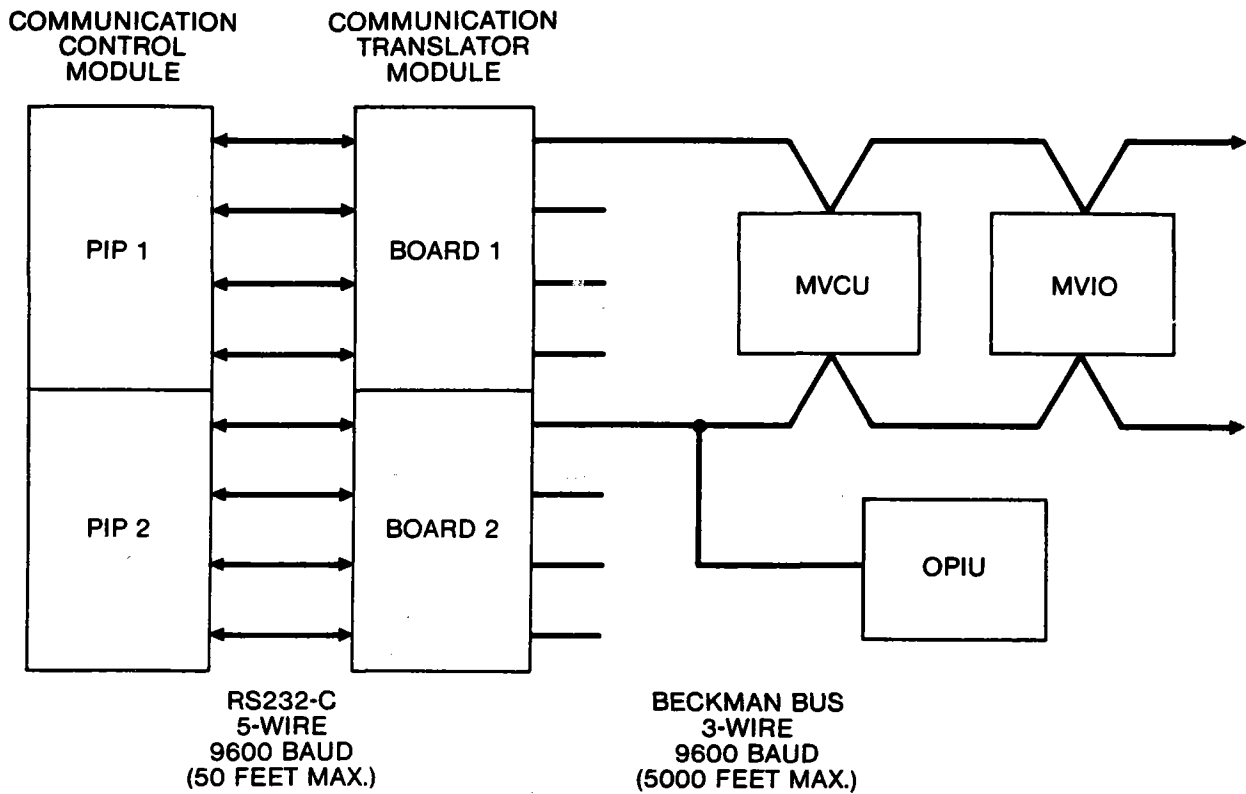 COMMUNICATION
CONTROL
MODULE
COMMUNICATION
TRANSLATOR
MODULE
PIP 1
BOARD 1
MVCU
MVIO
PIP 2
BOARD 2
OPIU
RS232-C
5-WIRE
9600 BAUD
(50 FEET MAX.)
BECKMAN BUS
3-WIRE
9600 BAUD
(5000 FEET MAX.)